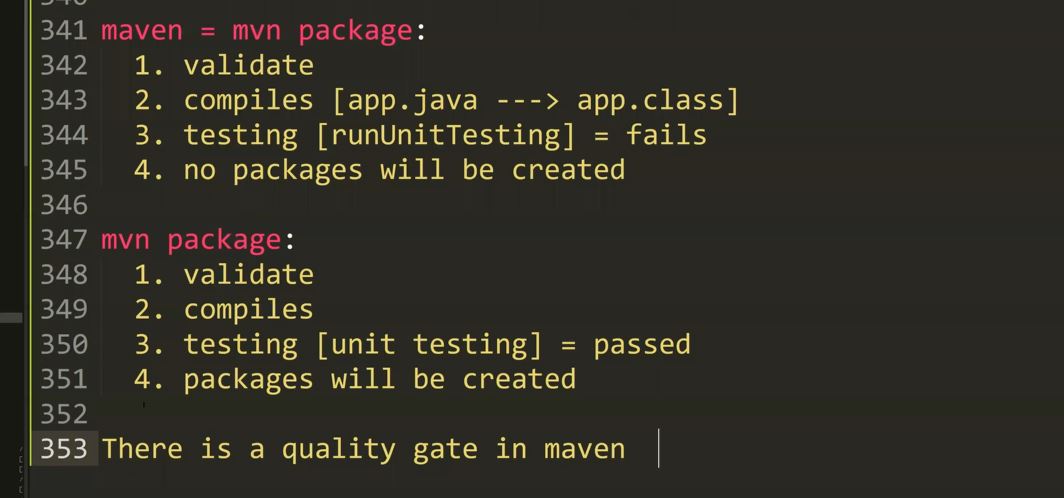 341 maven = mvn package:
342 1. validate
343 2. compiles [app.java ---> app.class]
344 3. testing [runUnitTesting] = fails
345 4. no packages will be created
346
347 mvn package:
348 1. validate
349 2. compiles
350 3. testing [unit testing] = passed
351 4. packages will be created
352
353 There is a quality gate in maven